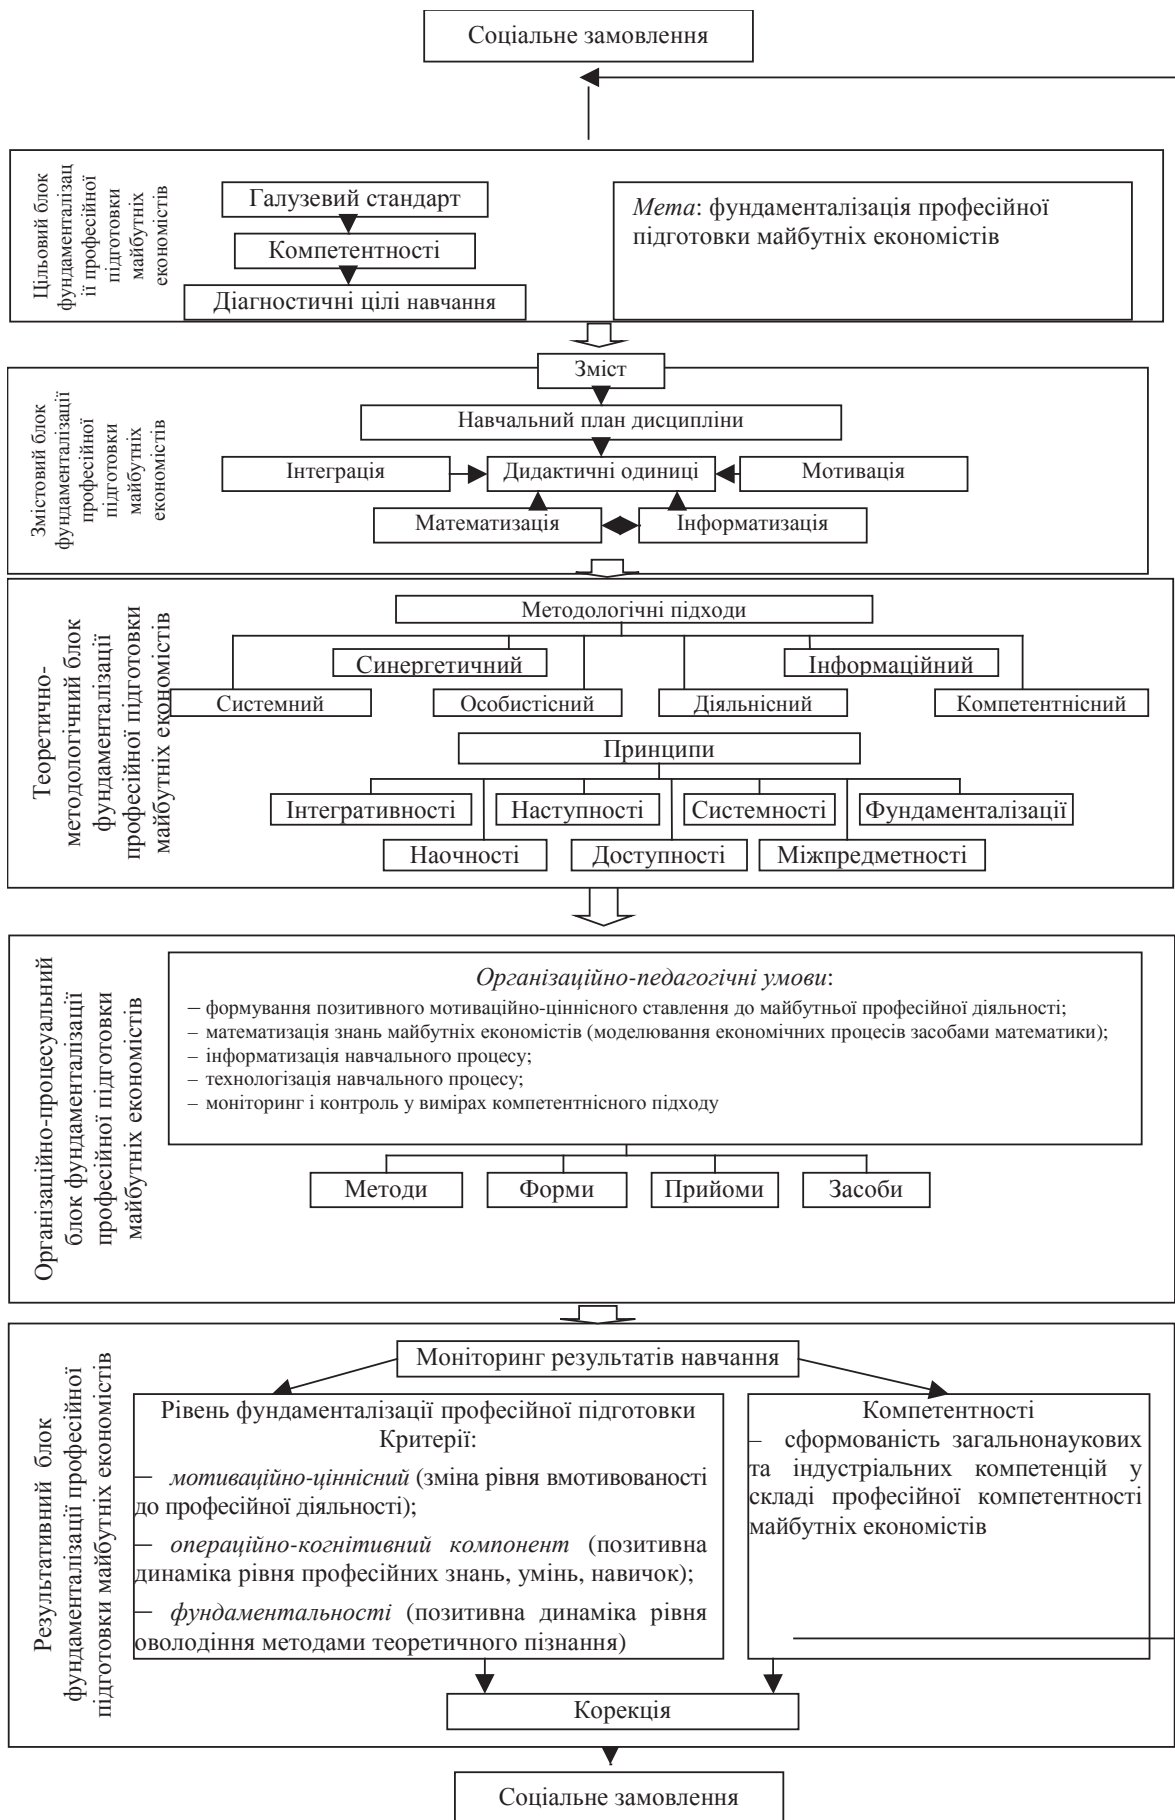 Соціальне замовлення
Цільовий блок
фундаменталізац
ії професійної
підготовки
майбутніх
економістів
Галузевий стандарт
Компетентності
Діагностичні цілі навчання
Мета: фундаменталізація професійної
підготовки майбутніх економістів
Змістовий блок
фундаменталізації
професійної
підготовки
майбутніх
економістів
Зміст
Навчальний план дисципліни
Інтеграція
Дидактичні одиниці
Мотивація
Математизація
Інформатизація
Теоретично-
методологічний блок
фундаменталізації
професійної підготовки
майбутніх економістів
Методологічні підходи
Синергетичний
Інформаційний
Системний
Особистісний
Діяльнісний
Компетентнісний
Принципи
Інтегративності
Наступності
Системності
Фундаменталізації
Наочності
Доступності
Міжпредметності
Організаційно-процесуальний
блок фундаменталізації
професійної підготовки
майбутніх економістів
Організаційно-педагогічні умови:
– формування позитивного мотиваційно-ціннісного ставлення до майбутньої професійної діяльності;
– математизація знань майбутніх економістів (моделювання економічних процесів засобами математики);
– інформатизація навчального процесу;
– технологізація навчального процесу;
– моніторинг і контроль у вимірах компетентнісного підходу
Методи
Форми
Прийоми
Засоби
Результативний блок
фундаменталізації професійної
підготовки майбутніх економістів
Моніторинг результатів навчання
Рівень фундаменталізації професійної підготовки
Критерії:
— мотиваційно-ціннісний (зміна рівня вмотивованості
до професійної діяльності);
— операційно-когнітивний компонент (позитивна
динаміка рівня професійних знань, умінь, навичок);
— фундаментальності (позитивна динаміка рівня
оволодіння методами теоретичного пізнання)
Компетентності
– сформованість загальнонаукових
та індустріальних компетенцій у
складі професійної компетентності
майбутніх економістів
Корекція
Соціальне замовлення